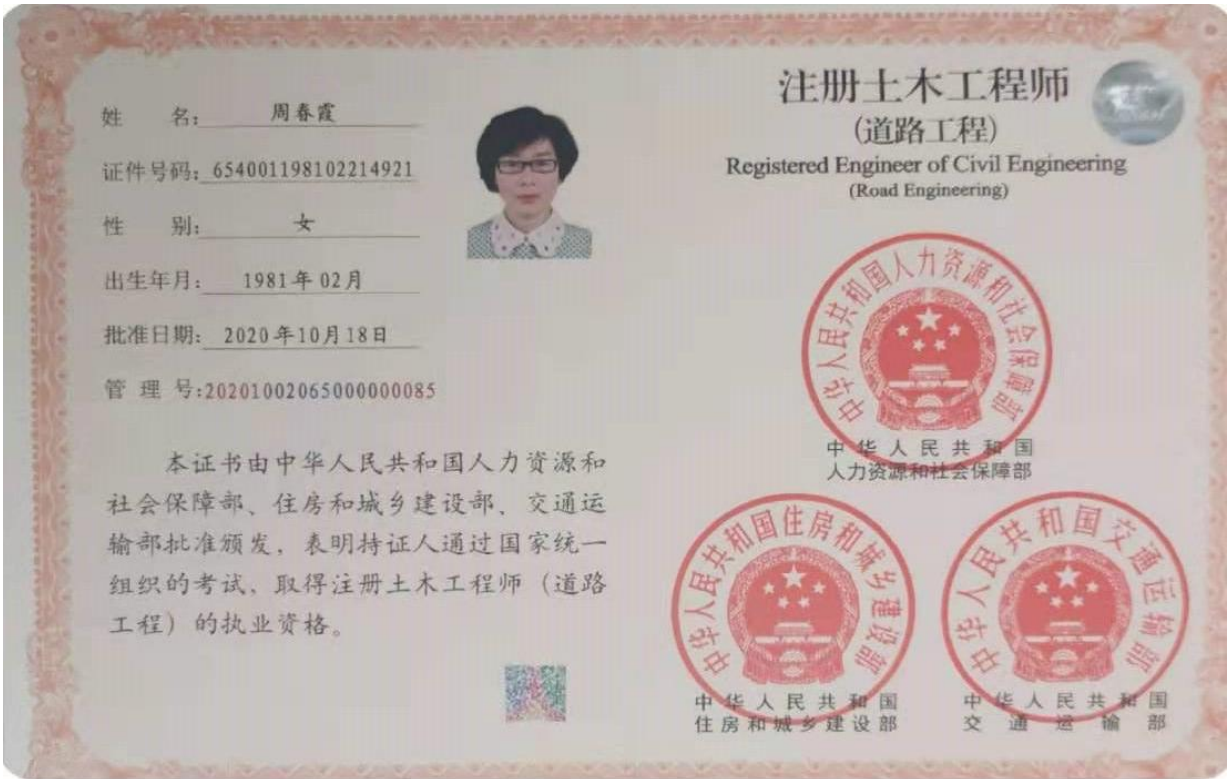 姓 名: 周春霞
证件号码: 654001198102214921
性 别: 女
出生年月: 1981年02月
批准日期: 2020年10月18日
管 理 号:20201002065000000085
本证书由中华人民共和国人力资源和
社会保障部、住房和城乡建设部、交通运
输部批准颁发，表明持证人通过国家统一
组织的考试，取得注册土木工程师（道路
工程）的执业资格。
注册土木工程师
(道路工程)
Registered Engineer of Civil Engineering
(Road Engineering)
中华人民共和国人力资源和社会保障部
中华人民共和国
人力资源和社会保障部
中华人民共和国住房和城乡建设部
中华人民共和国
住房和城乡建设部
中华人民共和国交通运输部
中华人民共和国
交通运输部